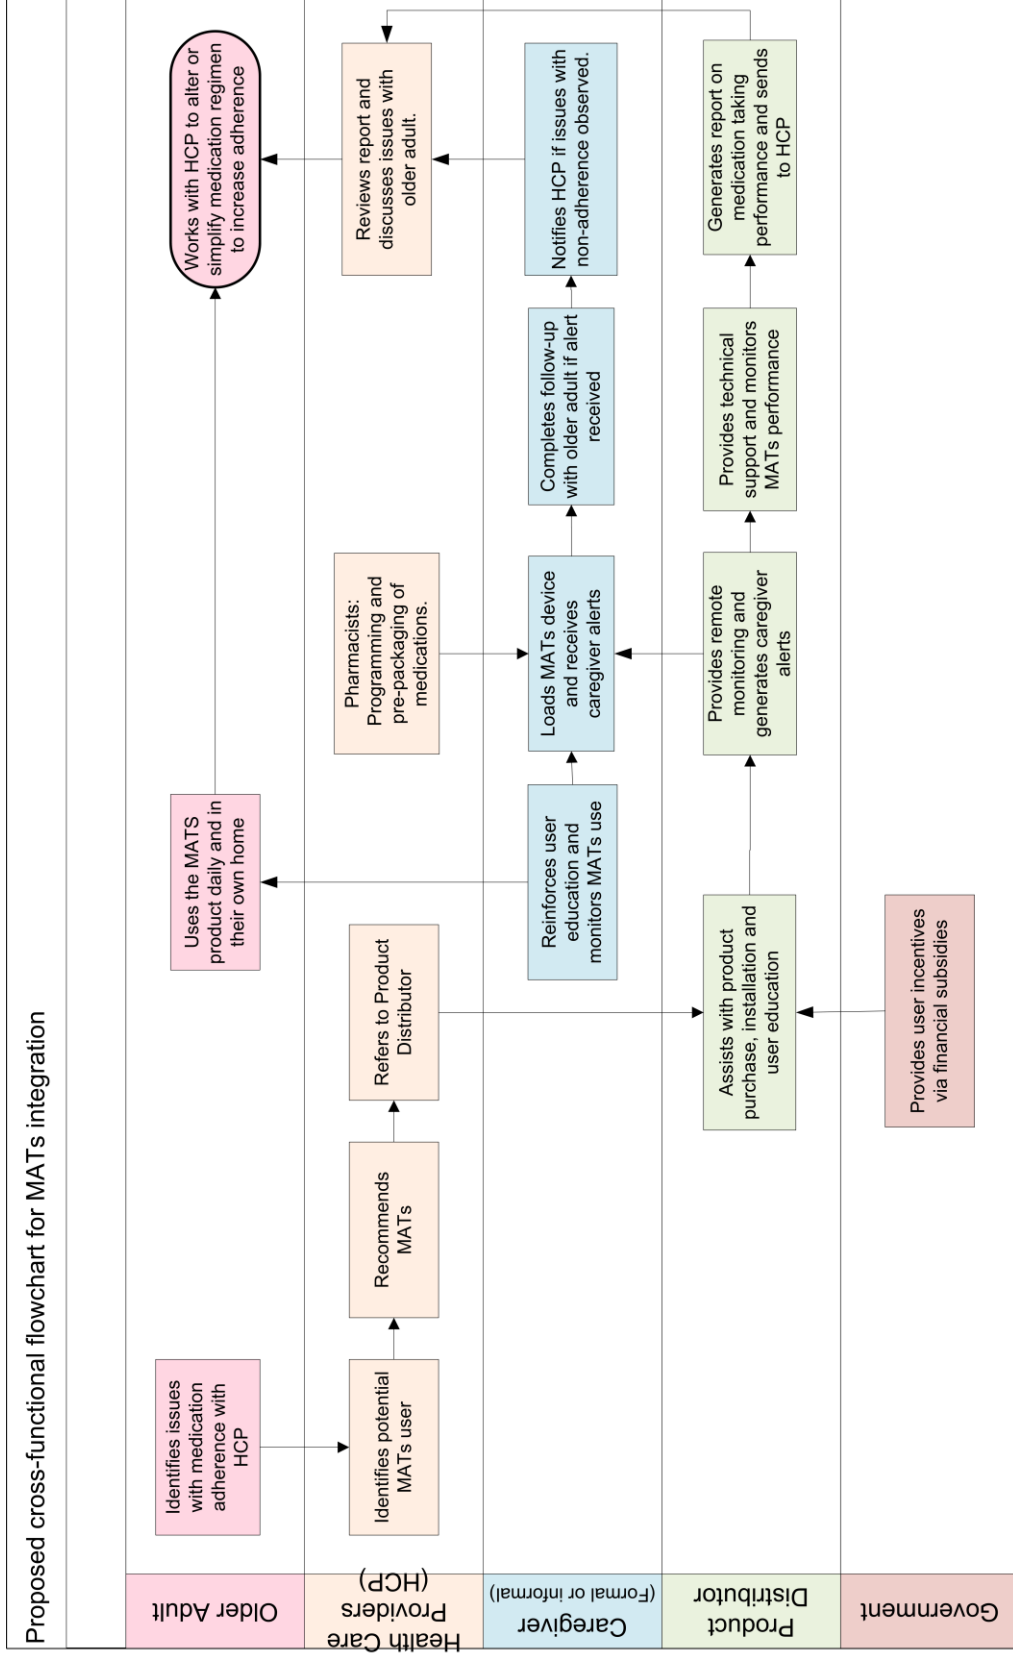 Proposed cross-functional flowchart for MATs integration
Older Adult
Identifies issues
with medication
adherence with
HCP
Uses the MATS
product daily and in
their own home
Works with HCP to alter or
simplify medication regimen
to increase adherence
Health Care
Providers
(HCP)
Identifies potential
MATs user
Recommends
MATs
Refers to Product
Distributor
Pharmacists:
Programming and
pre-packaging of
medications.
Reviews report and
discusses issues with
older adult.
Caregiver
(Formal or informal)
Reinforces user
education and
monitors MATs use
Loads MATs device
and receives
caregiver alerts
Completes follow-up
with older adult if alert
received
Notifies HCP if issues with
non-adherence observed.
Product
Distributor
Assists with product
purchase, installation and
user education
Provides remote
monitoring and
generates caregiver
alerts
Provides technical
support and monitors
MATs performance
Generates report on
medication taking
performance and sends
to HCP
Government
Provides user incentives
via financial subsidies